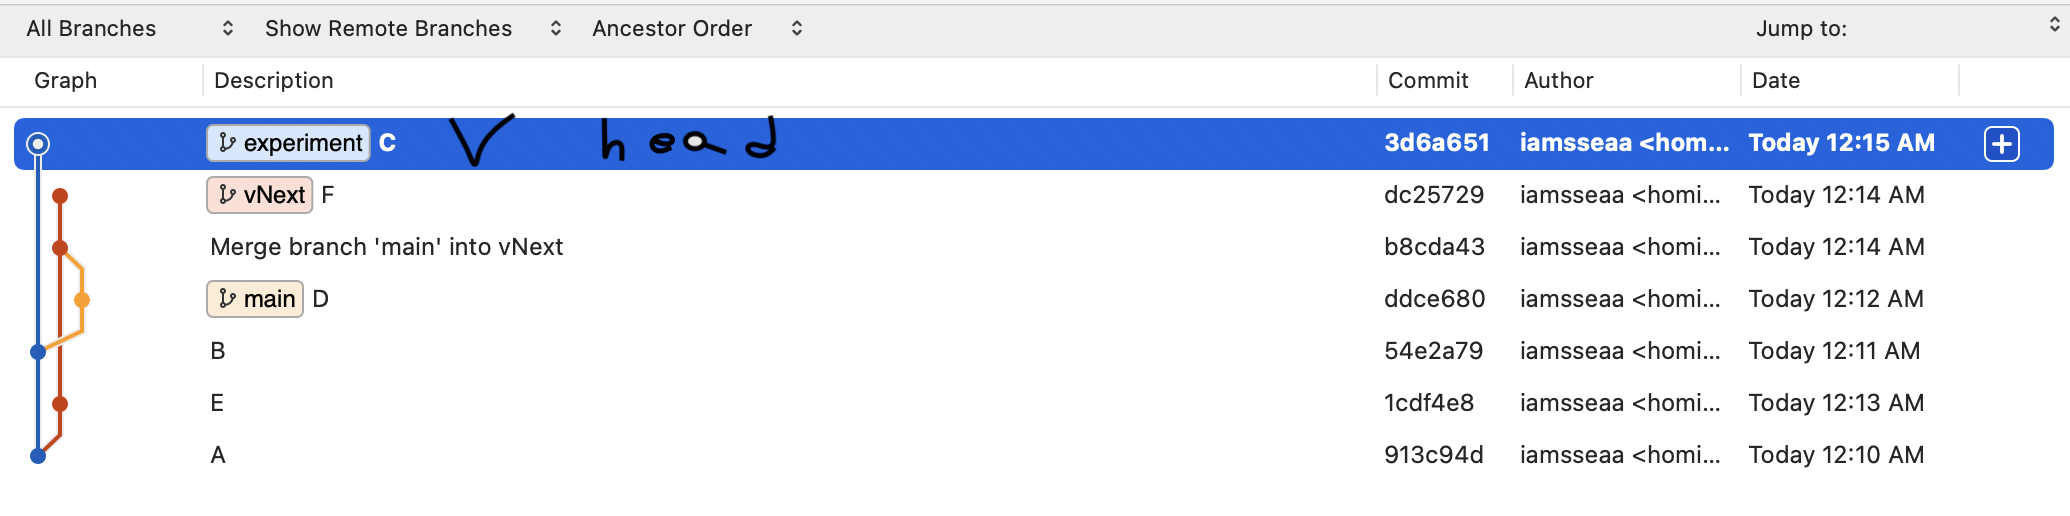 All Branches Show Remote Branches Ancestor Order Jump to:
Graph Description Commit Author Date
experiment C V head 3d6a651 iamsseaa <hom... Today 12:15 AM
vNext F dc25729 iamsseaa <homi... Today 12:14 AM
Merge branch 'main' into vNext b8cda43 iamsseaa <homi... Today 12:14 AM
main D ddce680 iamsseaa <homi... Today 12:12 AM
B 54e2a79 iamsseaa <homi... Today 12:11 AM
E 1cdf4e8 iamsseaa <homi... Today 12:13 AM
A 913c94d iamsseaa <homi... Today 12:10 AM